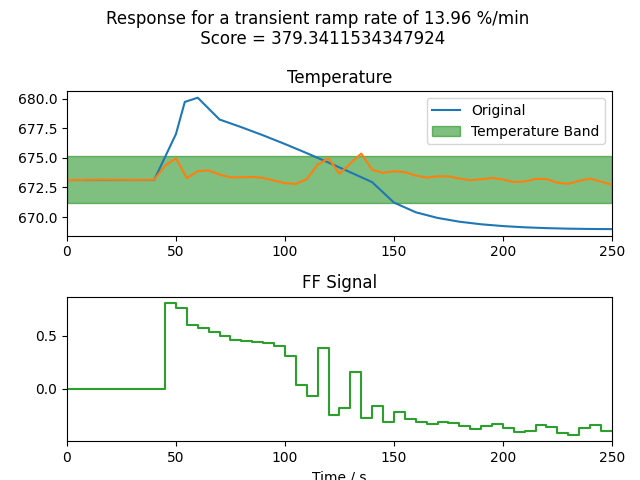 Response for a transient ramp rate of 13.96 %/min
Score = 379.3411534347924
Temperature
680.0
677.5
675.0
672.5
670.0
Original
Temperature Band
0 50 100 150 200 250
FF Signal
0.5
0.0
0 50 100 150 200 250
Time / s